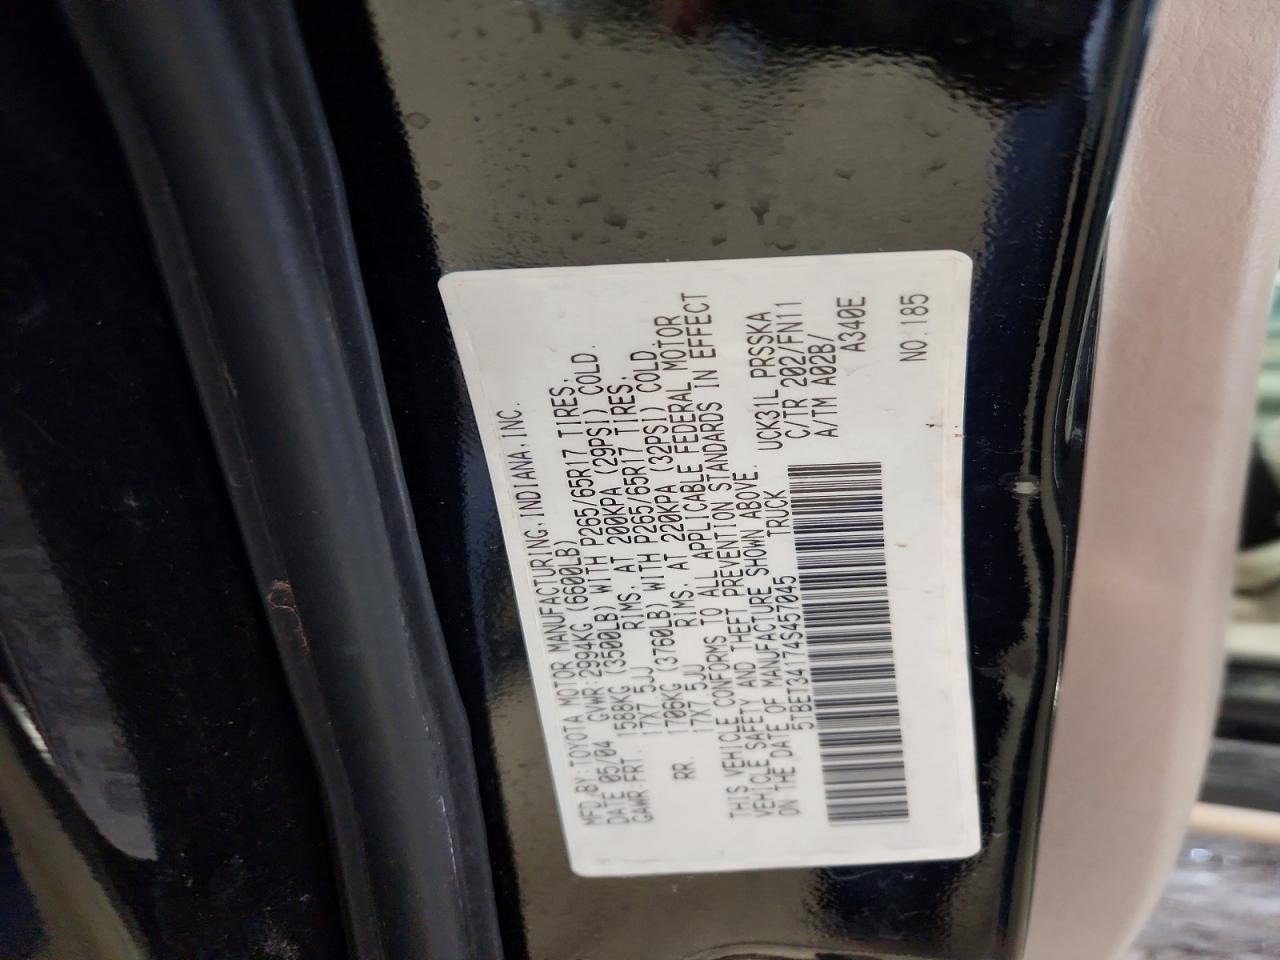 MFD/BY:TOYOTA MOTOR MANUFACTURING,INDIANA,INC.
DATE 05/04 GVWR:2994KG (6600LB)
GAWR:FRT. 1588KG (3500LB) WITH P265/65R17 TIRES,
17X7.5JJ RIMS, AT 200KPA (29PSI) COLD.
RR. 1706KG (3760LB) WITH P265/65R17 TIRES,
17X7.5JJ RIMS, AT 220KPA (32PSI) COLD.
THIS VEHICLE CONFORMS TO ALL APPLICABLE FEDERAL MOTOR
VEHICLE SAFETY AND THEFT PREVENTION STANDARDS IN EFFECT
ON THE DATE OF MANUFACTURE SHOWN ABOVE.
5TBET34174S457045 TRUCK
UCK31L PRSSKA
C/TR 202/FN11
A/TM A02B/
A340E
NO.185